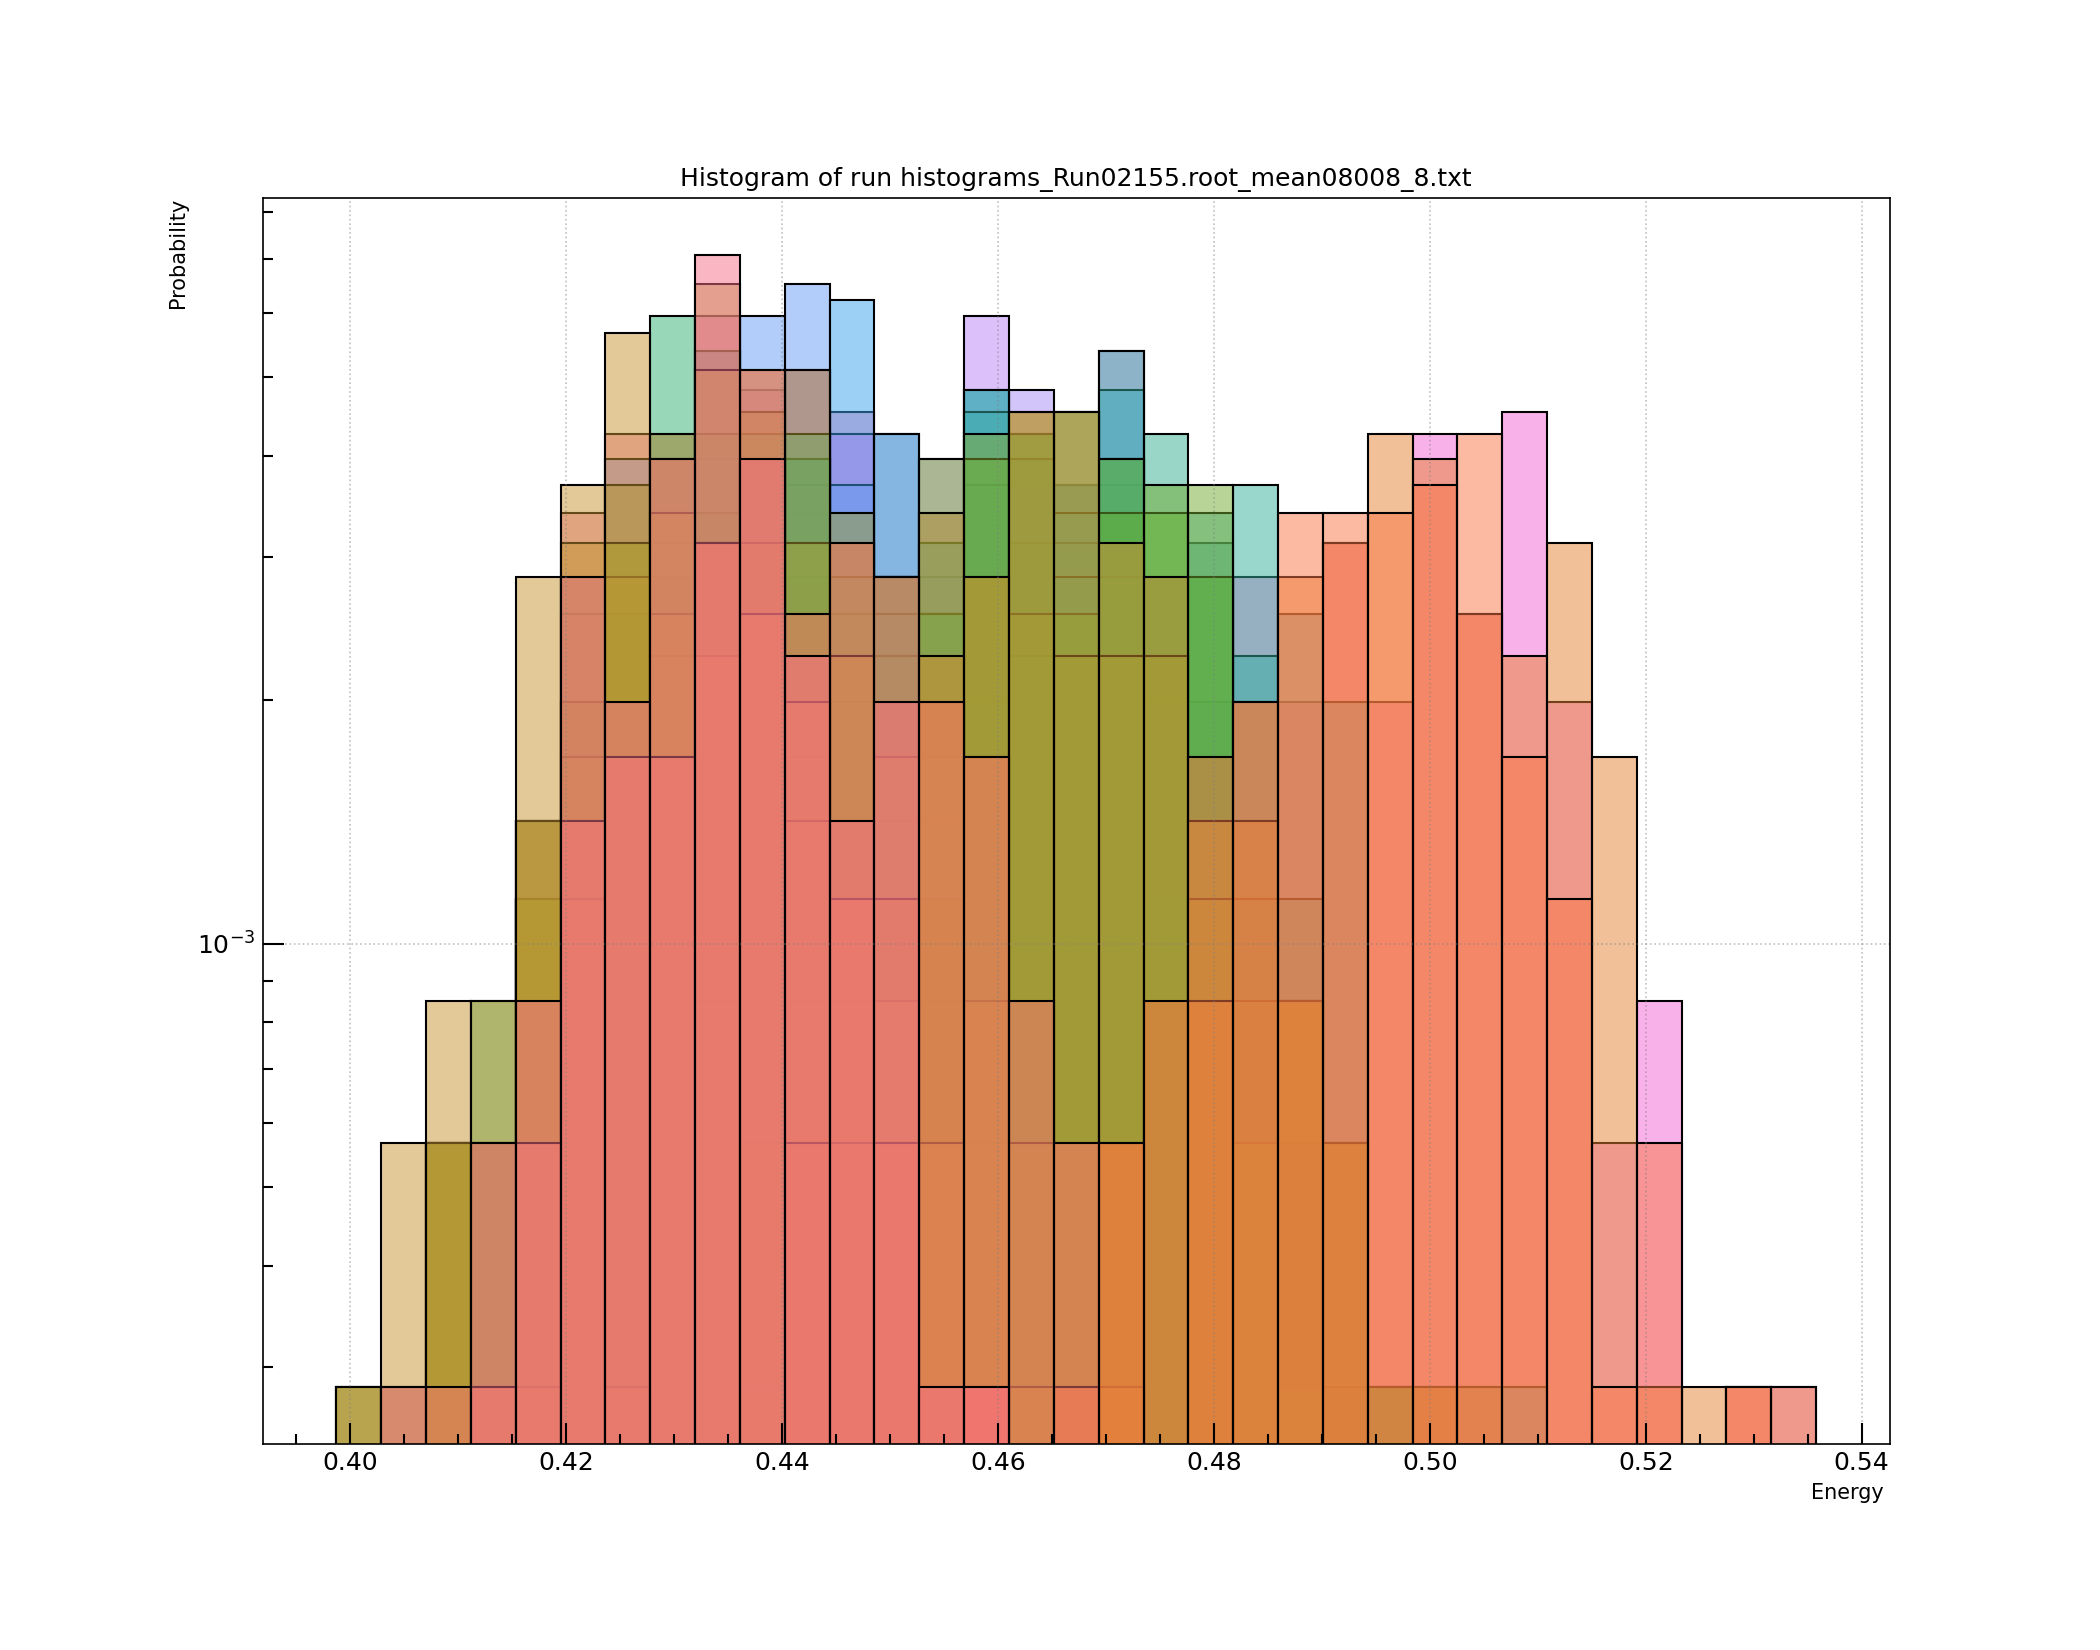 Histogram of run histograms_Run02155.root_mean08008_8.txt
Probability
10⁻³
0.40 0.42 0.44 0.46 0.48 0.50 0.52 0.54
Energy